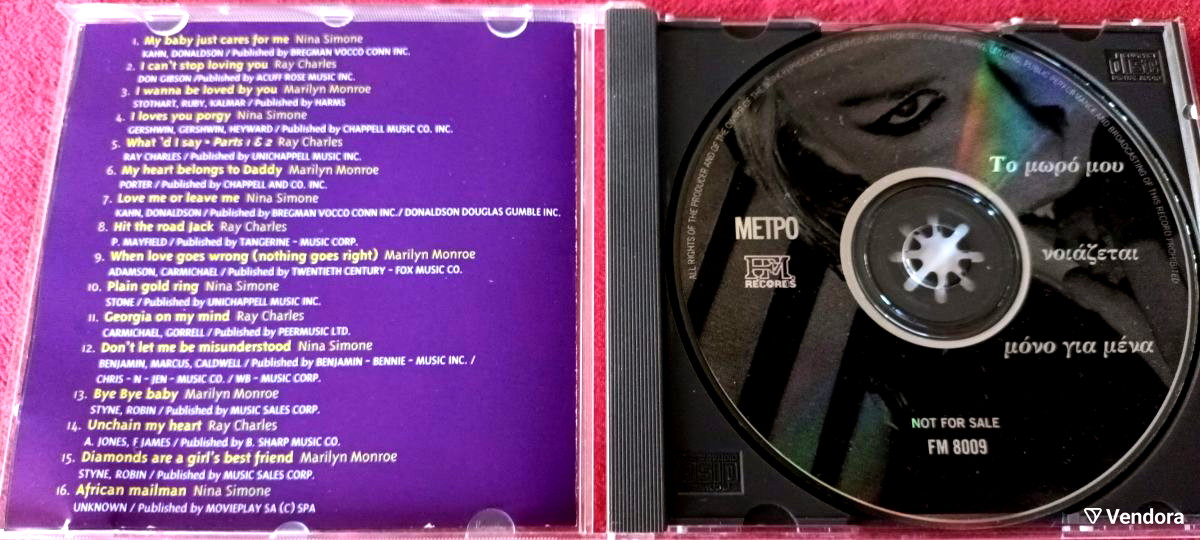 1. My baby just cares for me Nina Simone
KAHN, DONALDSON / Published by BREGMAN VOCCO CONN INC.
2. I can't stop loving you Ray Charles
DON GIBSON /Published by ACUFF-ROSE MUSIC INC.
3. I wanna be loved by you Marilyn Monroe
STOTHART, RUBY, KALMAR / Published by HARMS
4. I loves you porgy Nina Simone
GERSHWIN, GERSHWIN, HEYWARD / Published by CHAPPELL MUSIC CO. INC.
5. What 'd I say - Parts 1 & 2 Ray Charles
RAY CHARLES / Published by UNICHAPPELL MUSIC INC.
6. My heart belongs to Daddy Marilyn Monroe
PORTER / Published by CHAPPELL AND CO. INC.
7. Love me or leave me Nina Simone
KAHN, DONALDSON / Published by BREGMAN VOCCO CONN INC./ DONALDSON DOUGLAS GUMBLE INC.
8. Hit the road Jack Ray Charles
P. MAYFIELD / Published by TANGERINE - MUSIC CORP.
9. When love goes wrong (nothing goes right) Marilyn Monroe
ADAMSON, CARMICHAEL / Published by TWENTIETH CENTURY - FOX MUSIC CO.
10. Plain gold ring Nina Simone
STONE / Published by UNICHAPPELL MUSIC INC.
11. Georgia on my mind Ray Charles
CARMICHAEL, GORRELL / Published by PEERMUSIC LTD.
12. Don't let me be misunderstood Nina Simone
BENJAMIN, MARCUS, CALDWELL / Published by BENJAMIN - BENNIE - MUSIC INC. /
CHRIS - N - JEN - MUSIC CO. / WB - MUSIC CORP.
13. Bye Bye baby Marilyn Monroe
STYNE, ROBIN / Published by MUSIC SALES CORP.
14. Unchain my heart Ray Charles
A. JONES, F JAMES / Published by B. SHARP MUSIC CO.
15. Diamonds are a girl's best friend Marilyn Monroe
STYNE, ROBIN / Published by MUSIC SALES CORP.
16. African mailman Nina Simone
UNKNOWN / Published by MOVIEPLAY SA (C) SPA
ALL RIGHTS OF THE PRODUCER AND OF THE
LENDING, PUBLIC PERFORMANCE AND BROADCASTING OF THIS RECORD PROHIBITED
disc
DIGITAL AUDIO
Το μωρό μου
ΜΕΤΡΟ
νοιάζεται
FM
RECORDS
μόνο για μένα
NOT FOR SALE
FM 8009
Vendora